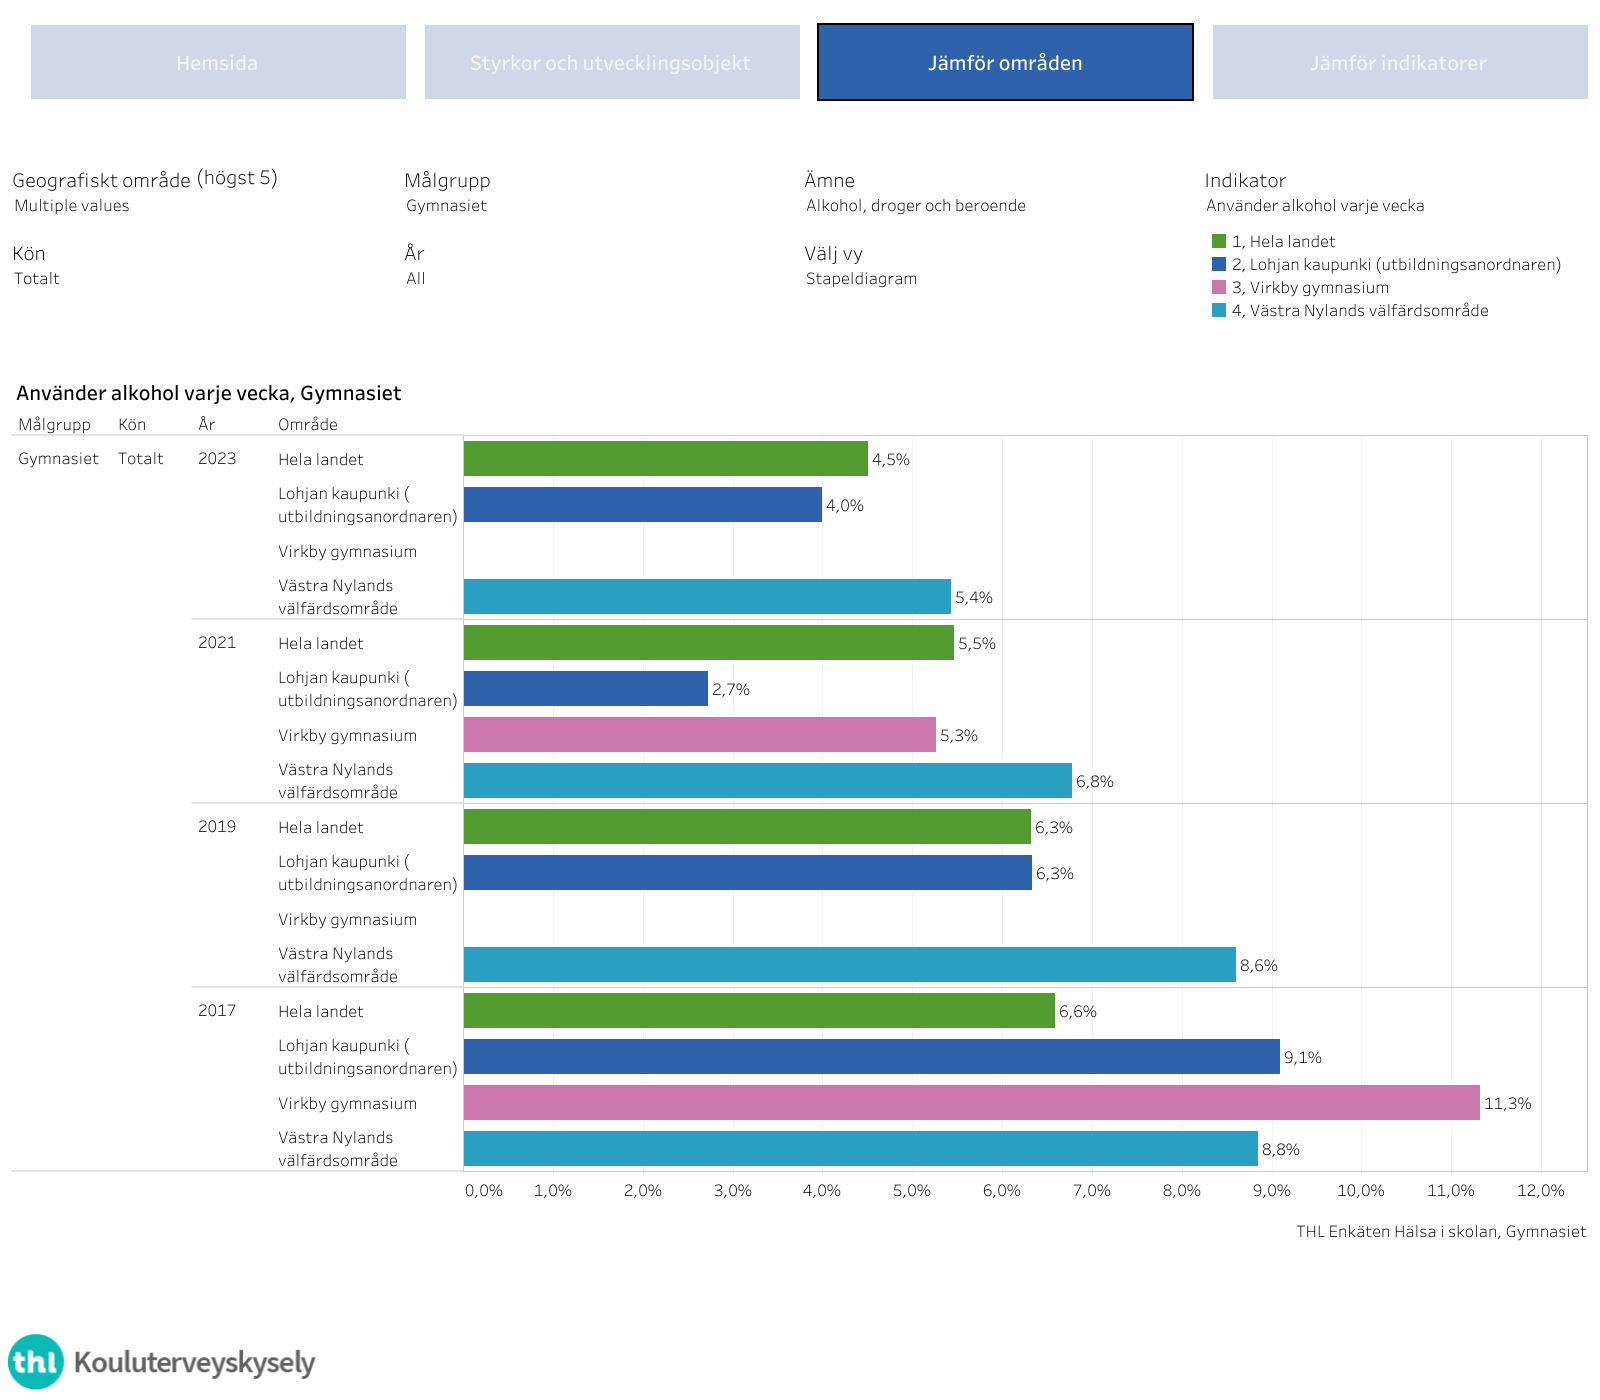 Hemsida
Styrkor och utvecklingsobjekt
Jämför områden
Jämför indikatorer
Geografiskt område (högst 5)
Multiple values
Målgrupp
Gymnasiet
Ämne
Alkohol, droger och beroende
Indikator
Använder alkohol varje vecka
Kön
Totalt
År
All
Välj vy
Stapeldiagram
1, Hela landet
2, Lohjan kaupunki (utbildningsanordnaren)
3, Virkby gymnasium
4, Västra Nylands välfärdsområde
Använder alkohol varje vecka, Gymnasiet
Målgrupp Kön År Område
Gymnasiet Totalt 2023 Hela landet 4,5%
Lohjan kaupunki (
utbildningsanordnaren) 4,0%
Virkby gymnasium
Västra Nylands
välfärdsområde 5,4%
2021 Hela landet 5,5%
Lohjan kaupunki (
utbildningsanordnaren) 2,7%
Virkby gymnasium 5,3%
Västra Nylands
välfärdsområde 6,8%
2019 Hela landet 6,3%
Lohjan kaupunki (
utbildningsanordnaren) 6,3%
Virkby gymnasium
Västra Nylands
välfärdsområde 8,6%
2017 Hela landet 6,6%
Lohjan kaupunki (
utbildningsanordnaren) 9,1%
Virkby gymnasium 11,3%
Västra Nylands
välfärdsområde 8,8%
0,0% 1,0% 2,0% 3,0% 4,0% 5,0% 6,0% 7,0% 8,0% 9,0% 10,0% 11,0% 12,0%
THL Enkäten Hälsa i skolan, Gymnasiet
thl Kouluterveyskysely